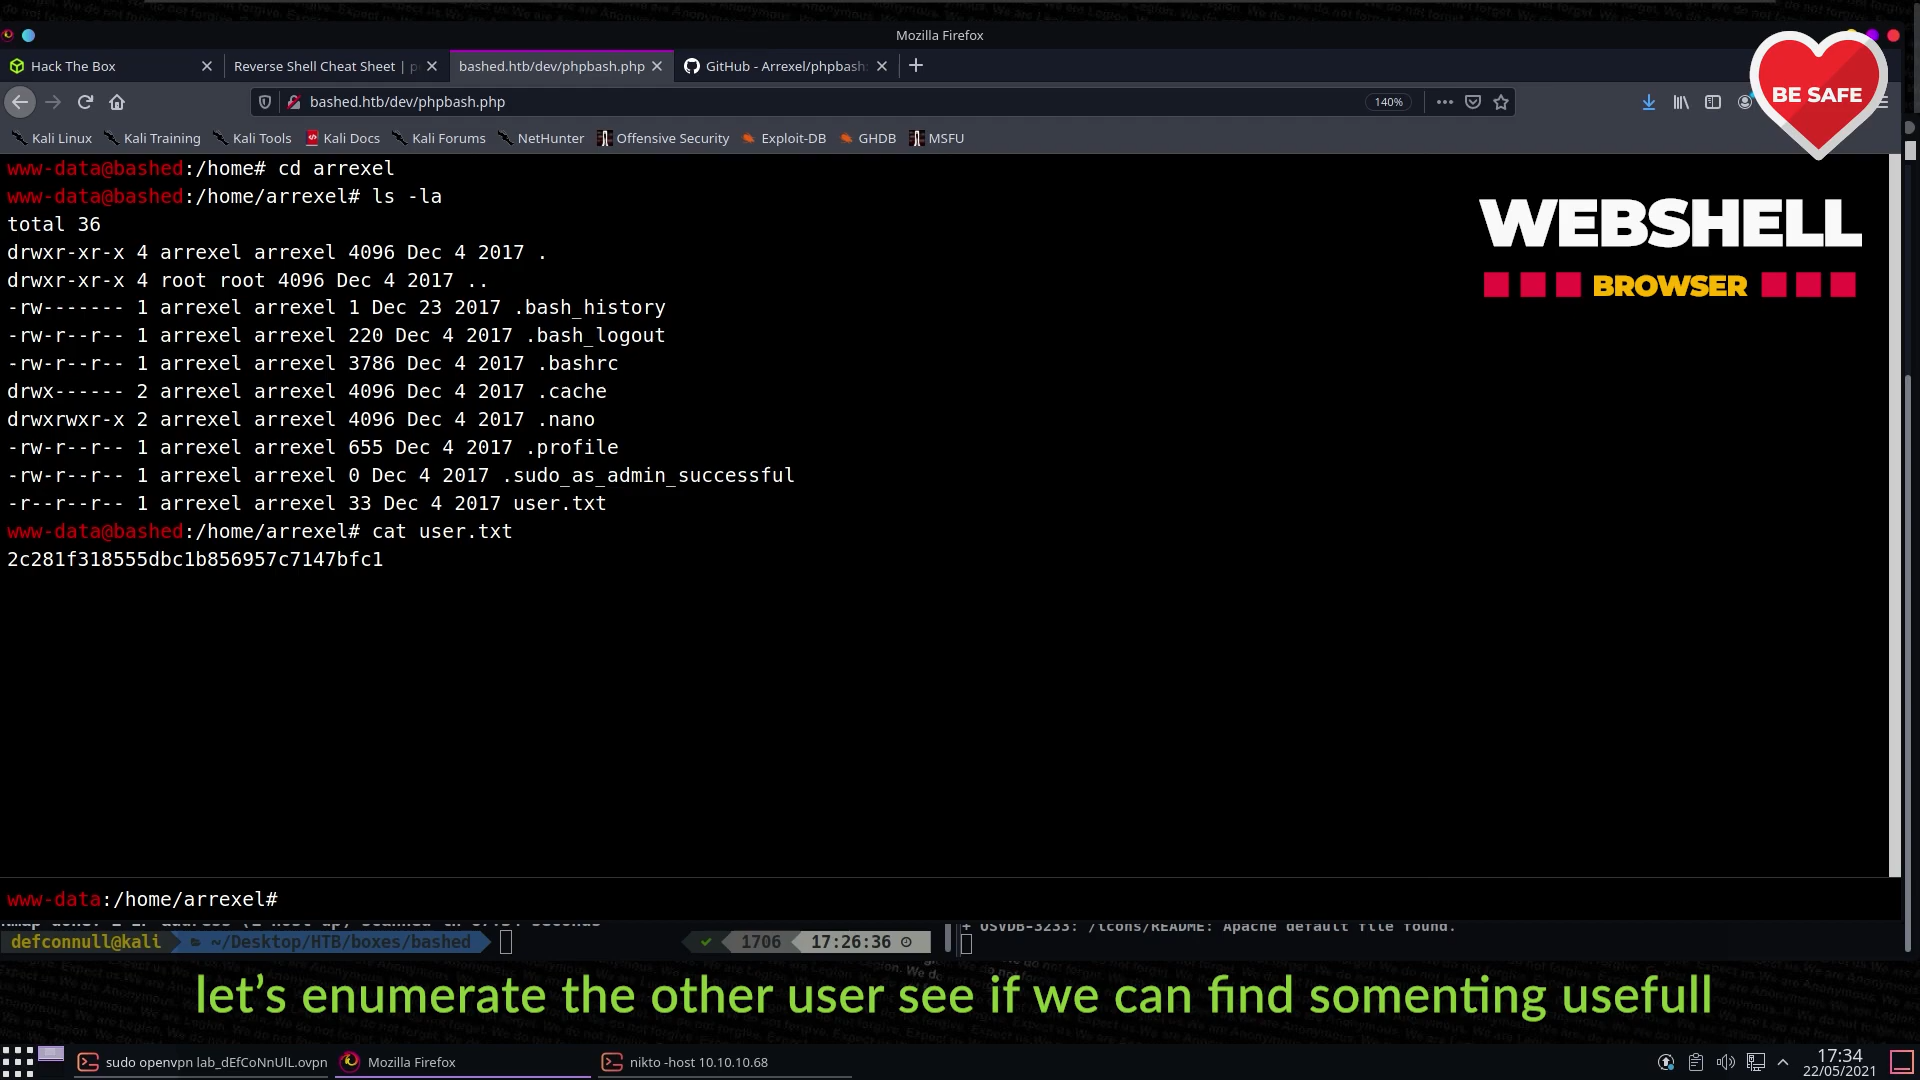 Mozilla Firefox
Hack The Box
Reverse Shell Cheat Sheet | p
bashed.htb/dev/phpbash.php
GitHub - Arrexel/phpbash
bashed.htb/dev/phpbash.php
140%
BE SAFE
Kali Linux
Kali Training
Kali Tools
Kali Docs
Kali Forums
NetHunter
Offensive Security
Exploit-DB
GHDB
MSFU
www-data@bashed:/home# cd arrexel
www-data@bashed:/home/arrexel# ls -la
total 36
drwxr-xr-x 4 arrexel arrexel 4096 Dec 4 2017 .
drwxr-xr-x 4 root root 4096 Dec 4 2017 ..
-rw------- 1 arrexel arrexel 1 Dec 23 2017 .bash_history
-rw-r--r-- 1 arrexel arrexel 220 Dec 4 2017 .bash_logout
-rw-r--r-- 1 arrexel arrexel 3786 Dec 4 2017 .bashrc
drwx------ 2 arrexel arrexel 4096 Dec 4 2017 .cache
drwxrwxr-x 2 arrexel arrexel 4096 Dec 4 2017 .nano
-rw-r--r-- 1 arrexel arrexel 655 Dec 4 2017 .profile
-rw-r--r-- 1 arrexel arrexel 0 Dec 4 2017 .sudo_as_admin_successful
-r--r--r-- 1 arrexel arrexel 33 Dec 4 2017 user.txt
www-data@bashed:/home/arrexel# cat user.txt
2c281f318555dbc1b856957c7147bfc1
WEBSHELL
BROWSER
www-data:/home/arrexel#
defconnull@kali ~/Desktop/HTB/boxes/bashed
1706 17:26:36
+ OSVDB-3233: /icons/README: Apache default file found.
let's enumerate the other user see if we can find somenting usefull
sudo openvpn lab_dEfCoNnUlL.ovpn
Mozilla Firefox
nikto -host 10.10.10.68
17:34
22/05/2021